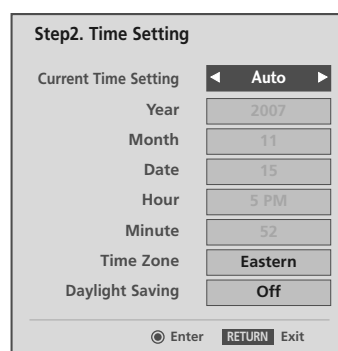 Step2. Time Setting
Current Time Setting ◀ Auto ▶
Year 2007
Month 11
Date 15
Hour 5 PM
Minute 52
Time Zone Eastern
Daylight Saving Off
Enter RETURN Exit